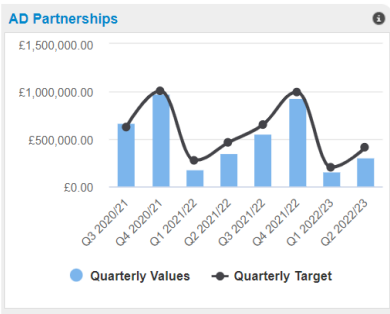 AD Partnerships
£1,500,000.00
£1,000,000.00
£500,000.00
£0.00
Q3 2020/21
Q4 2020/21
Q1 2021/22
Q2 2021/22
Q3 2021/22
Q4 2021/22
Q1 2022/23
Q2 2022/23
Quarterly Values
Quarterly Target